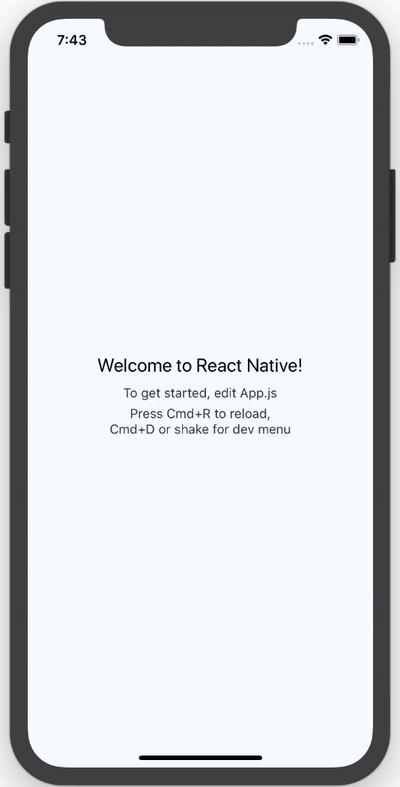 7:43
Welcome to React Native!
To get started, edit App.js
Press Cmd+R to reload,
Cmd+D or shake for dev menu